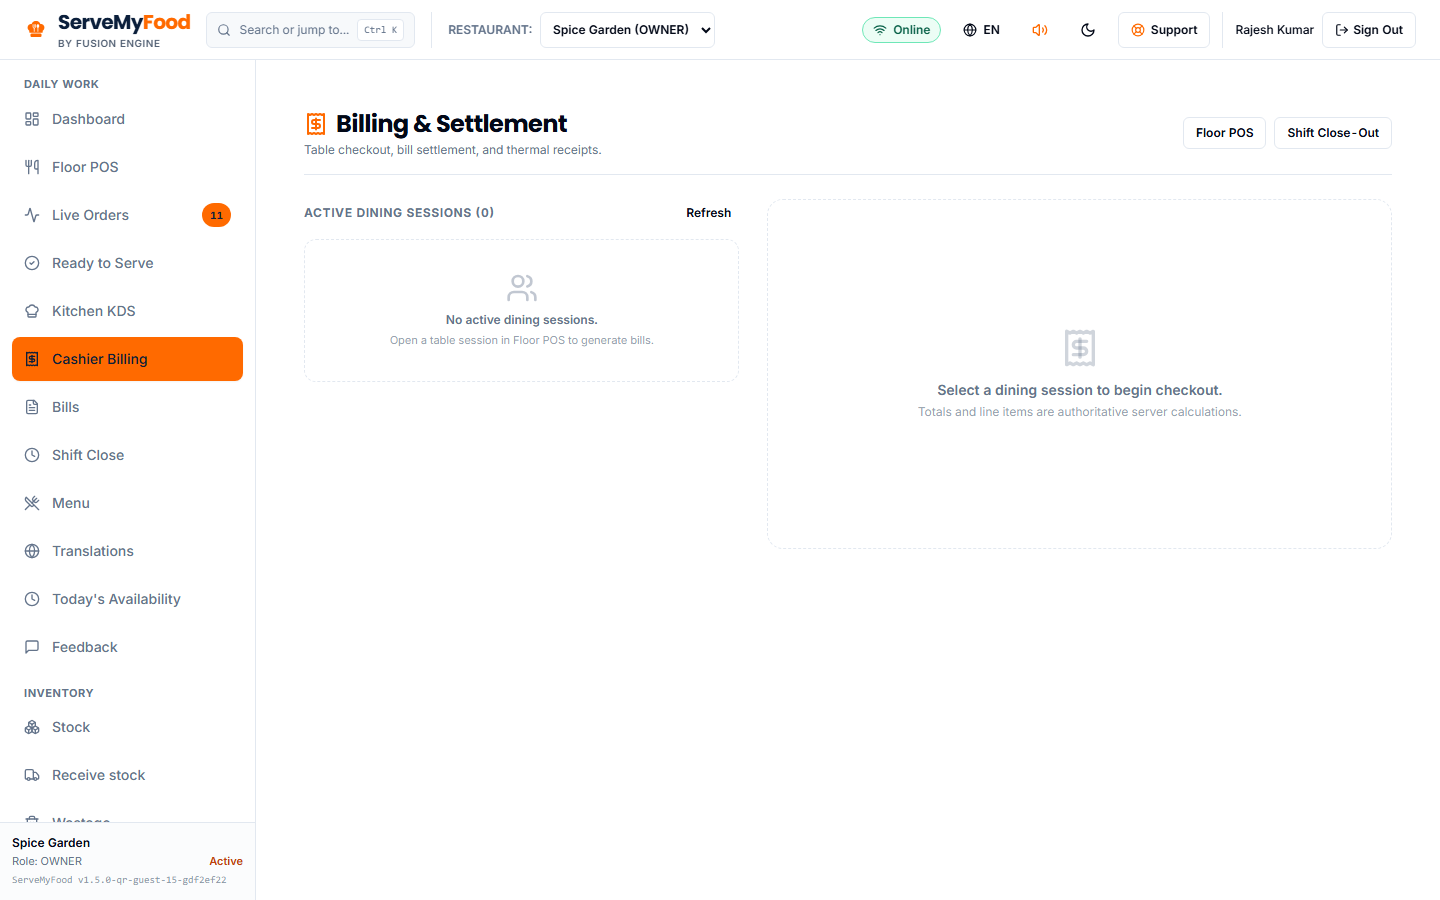 ServeMyFood
BY FUSION ENGINE
Search or jump to... Ctrl K
RESTAURANT: Spice Garden (OWNER)
Online
EN
Support
Rajesh Kumar
Sign Out
DAILY WORK
Dashboard
Floor POS
Live Orders 11
Ready to Serve
Kitchen KDS
Cashier Billing
Bills
Shift Close
Menu
Translations
Today's Availability
Feedback
INVENTORY
Stock
Receive stock
Spice Garden
Role: OWNER Active
ServeMyFood v1.5.0-qr-guest-15-gdf2ef22
Billing & Settlement
Table checkout, bill settlement, and thermal receipts.
Floor POS
Shift Close-Out
ACTIVE DINING SESSIONS (0)
Refresh
No active dining sessions.
Open a table session in Floor POS to generate bills.
Select a dining session to begin checkout.
Totals and line items are authoritative server calculations.